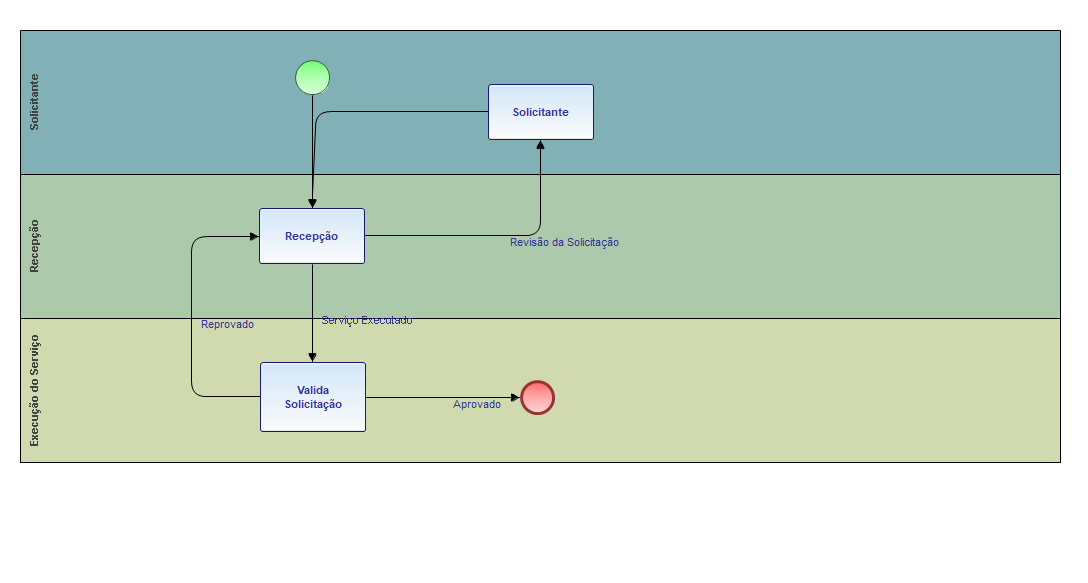 Solicitante
Solicitante
Recepção
Recepção
Revisão da Solicitação
Serviço Executado
Reprovado
Execução do Serviço
Valida
Solicitação
Aprovado